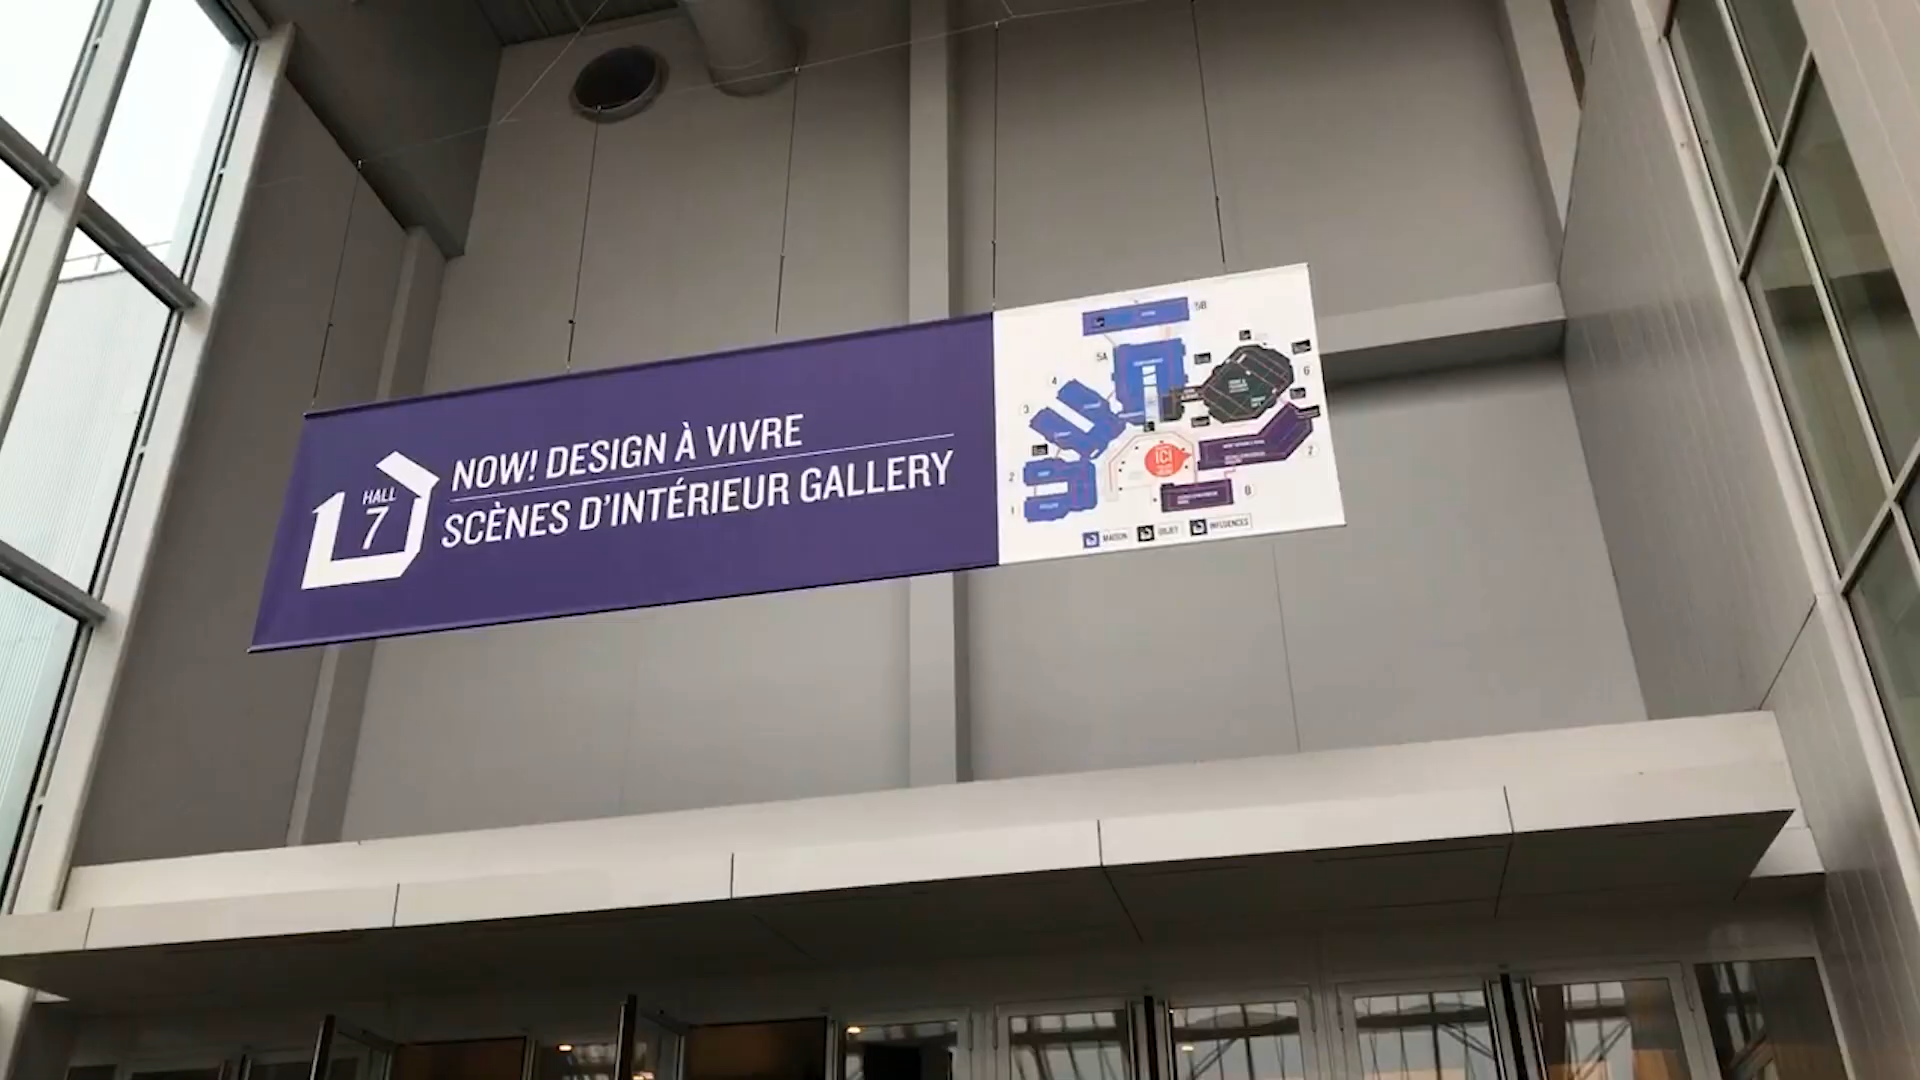 HALL
7
NOW! DESIGN À VIVRE
SCÈNES D'INTÉRIEUR GALLERY
5B
5A
4
6
3
ICI
2
7
8
1
MAISON
OBJET
INFLUENCES